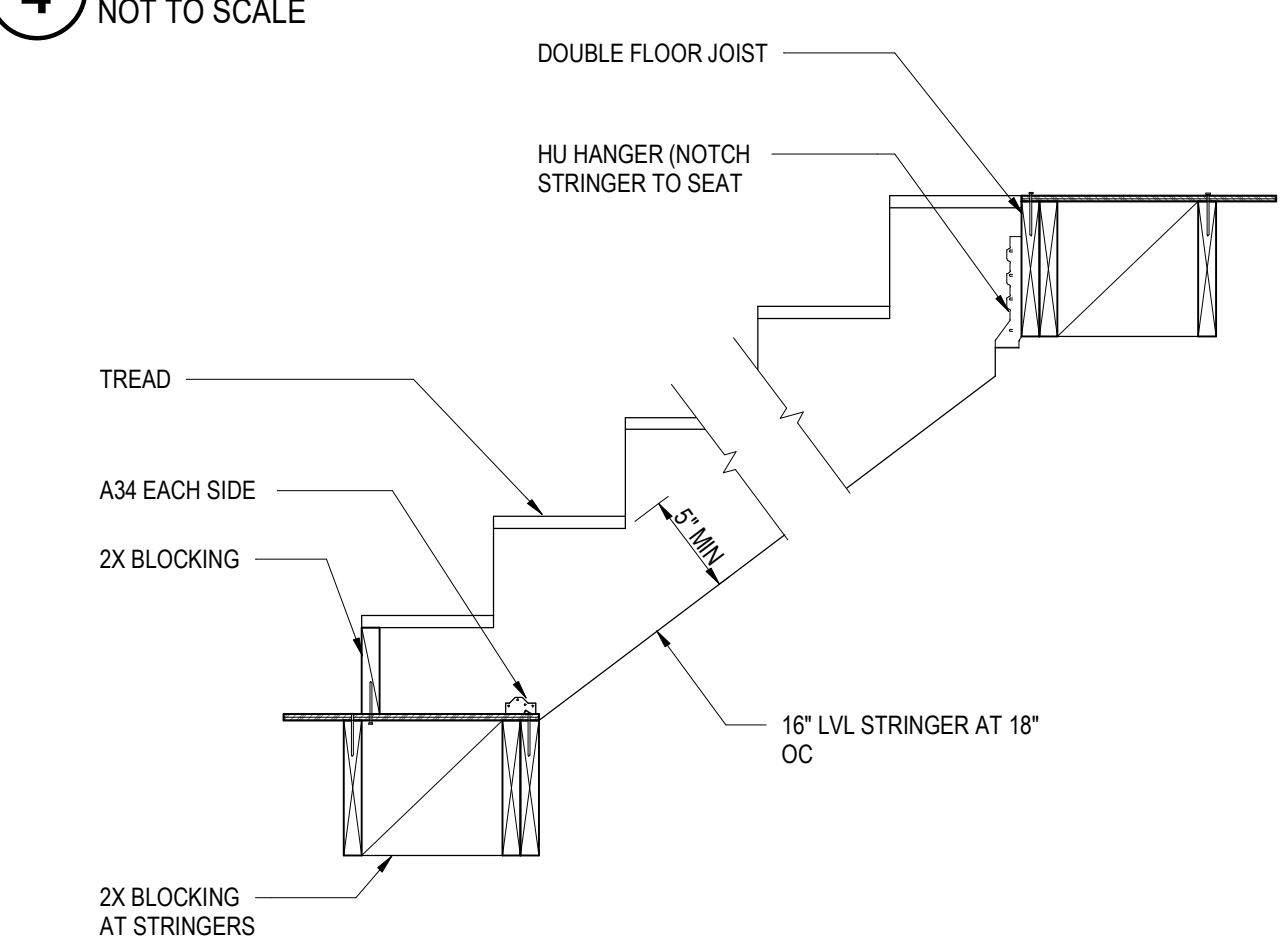 4
NOT TO SCALE
DOUBLE FLOOR JOIST
HU HANGER (NOTCH
STRINGER TO SEAT
TREAD
A34 EACH SIDE
2X BLOCKING
5" MIN
16" LVL STRINGER AT 18"
OC
2X BLOCKING
AT STRINGERS